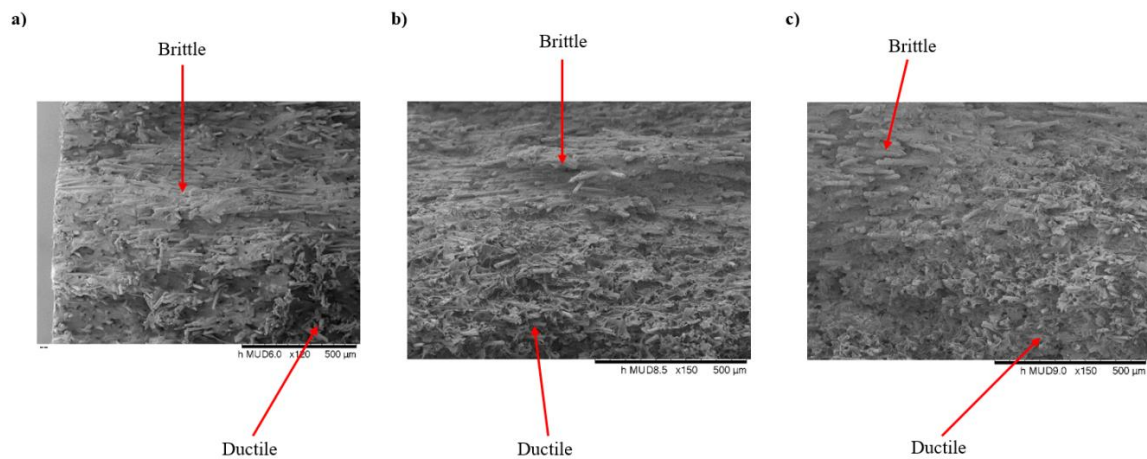 a)
b)
c)
Brittle
Brittle
Brittle
h MUD6.0 x120 500 µm
h MUD8.5 x150 500 µm
h MUD9.0 x150 500 µm
Ductile
Ductile
Ductile